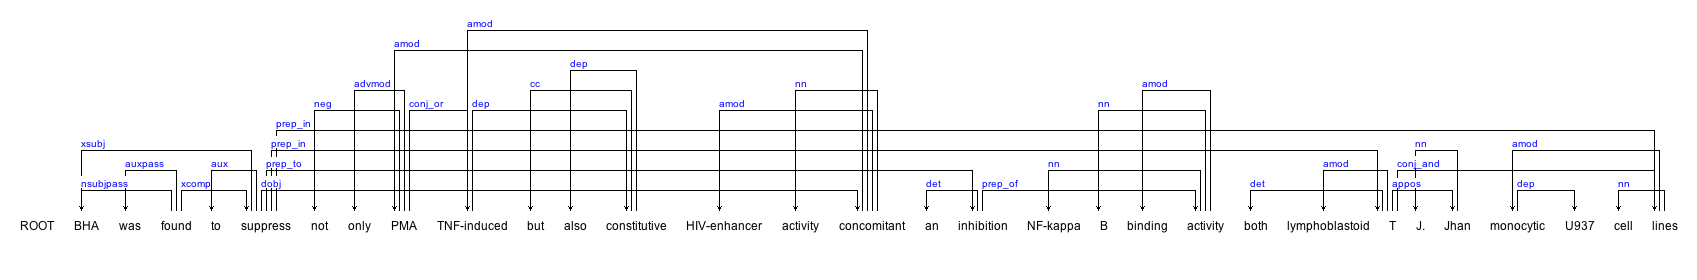 amod
amod
dep
advmod cc nn amod
neg conj_or dep amod nn
prep_in
xsubj prep_in nn amod
auxpass aux prep_to nn amod conj_and
nsubjpass xcomp dobj det prep_of det appos dep nn
ROOT BHA was found to suppress not only PMA TNF-induced but also constitutive HIV-enhancer activity concomitant an inhibition NF-kappa B binding activity both lymphoblastoid T J. Jhan monocytic U937 cell lines